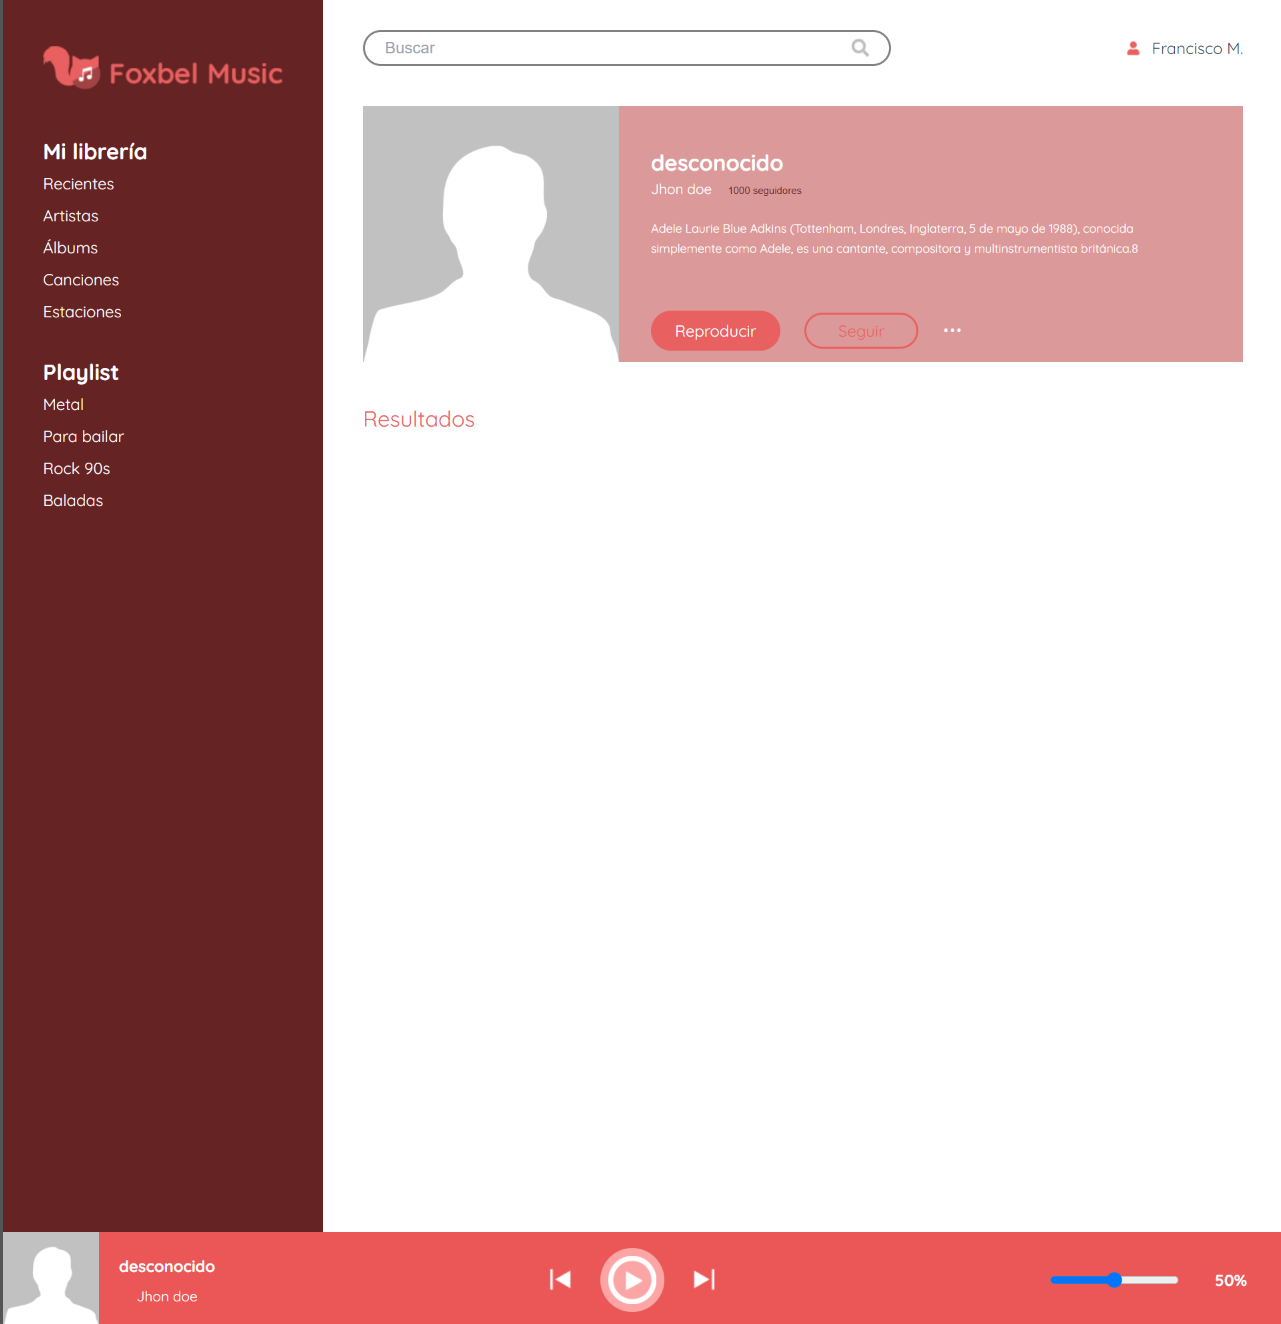 Foxbel Music
Mi librería
Recientes
Artistas
Álbums
Canciones
Estaciones
Playlist
Metal
Para bailar
Rock 90s
Baladas
Buscar
Francisco M.
desconocido
Jhon doe 1000 seguidores
Adele Laurie Blue Adkins (Tottenham, Londres, Inglaterra, 5 de mayo de 1988), conocida
simplemente como Adele, es una cantante, compositora y multinstrumentista británica.8
Reproducir Seguir ...
Resultados
desconocido
Jhon doe
50%